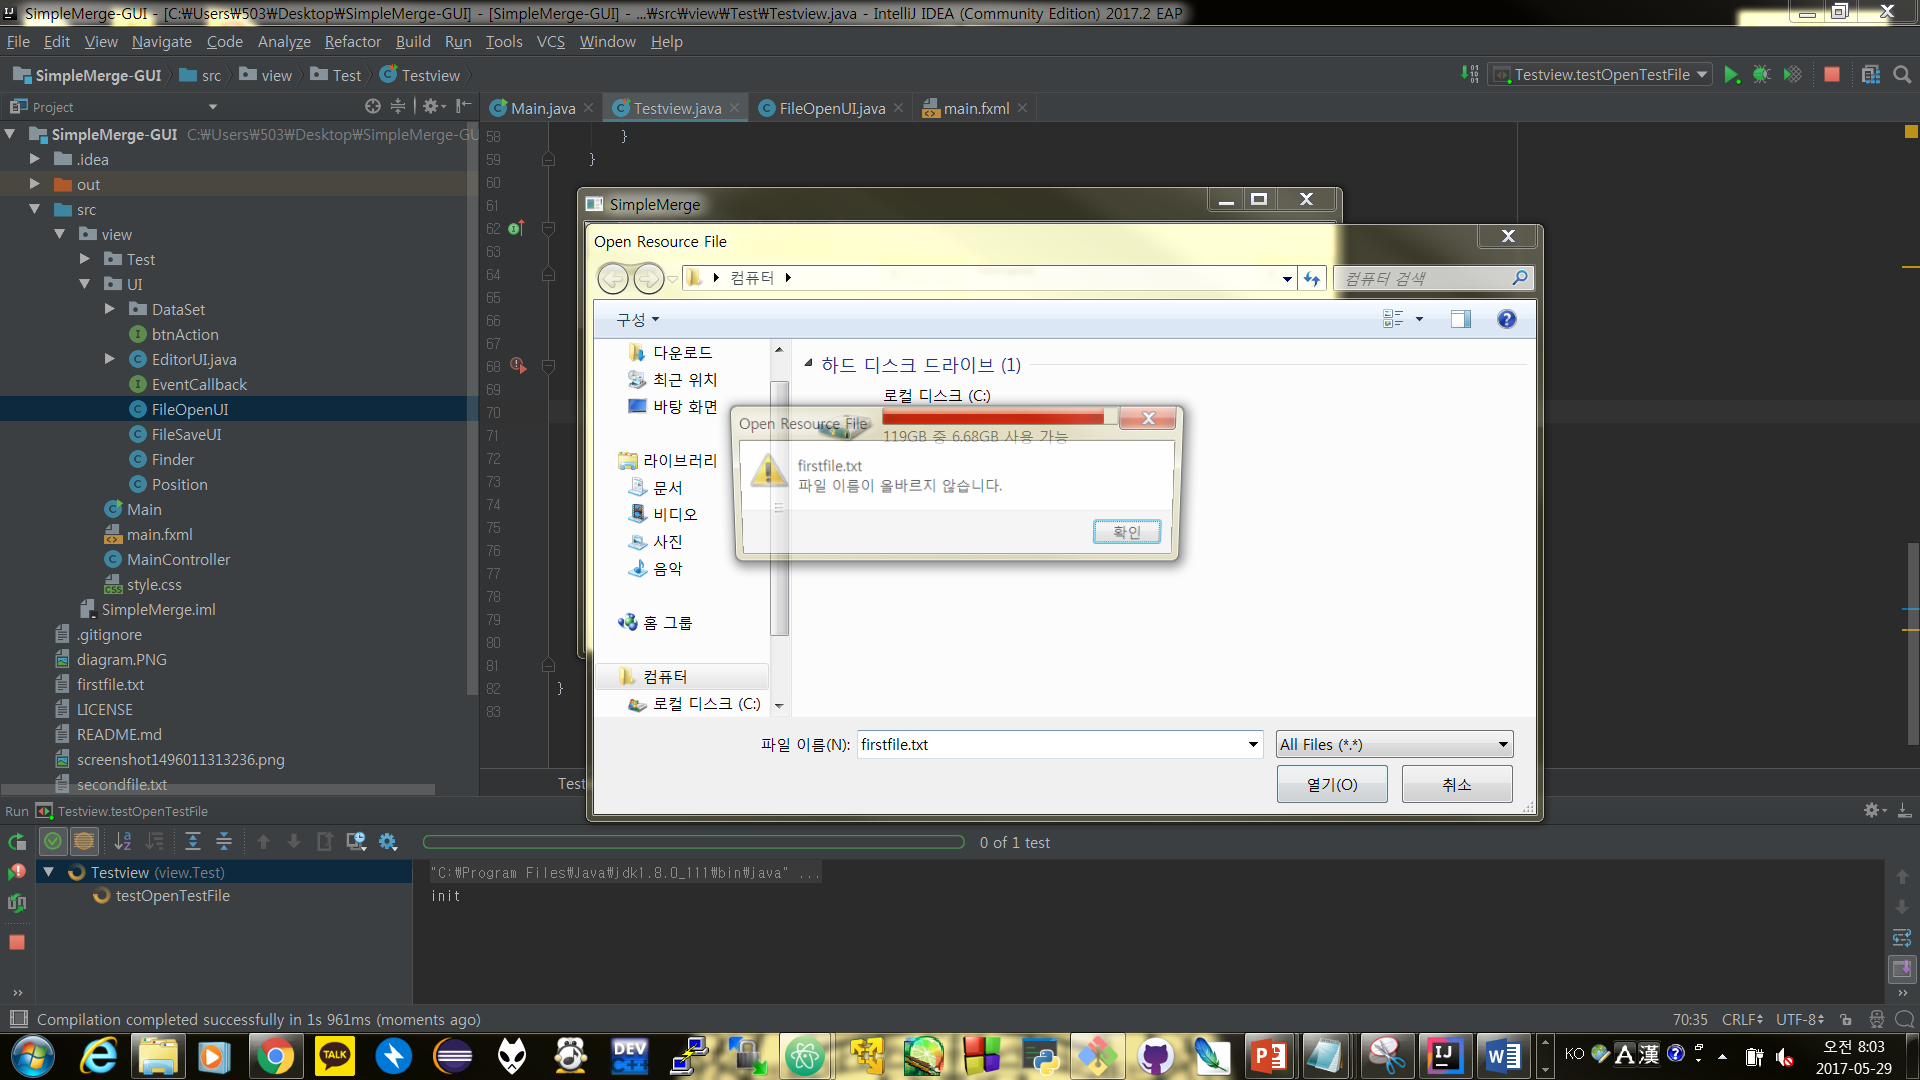 SimpleMerge-GUI - [C:₩Users₩503₩Desktop₩SimpleMerge-GUI] - [SimpleMerge-GUI] - ...₩src₩view₩Test₩Testview.java - IntelliJ IDEA (Community Edition) 2017.2 EAP
File Edit View Navigate Code Analyze Refactor Build Run Tools VCS Window Help
SimpleMerge-GUI src view Test Testview
Testview.testOpenTestFile
Project
Main.java Testview.java FileOpenUI.java main.fxml
SimpleMerge-GUI C:₩Users₩503₩Desktop₩SimpleMerge-GU
.idea
out
src
view
Test
UI
DataSet
btnAction
EditorUI.java
EventCallback
FileOpenUI
FileSaveUI
Finder
Position
Main
main.fxml
MainController
style.css
SimpleMerge.iml
.gitignore
diagram.PNG
firstfile.txt
LICENSE
README.md
screenshot1496011313236.png
secondfile.txt
58 }
59 }
60
61
62
63
64
65
66
67
68
69
70
71
72
73
74
75
76
77
78
79
80
81
82 }
83
Test
SimpleMerge
Open Resource File
컴퓨터
컴퓨터 검색
구성
다운로드
최근 위치
바탕 화면
라이브러리
문서
비디오
사진
음악
홈 그룹
컴퓨터
로컬 디스크 (C:)
하드 디스크 드라이브 (1)
로컬 디스크 (C:)
119GB 중 6.68GB 사용 가능
Open Resource File
firstfile.txt
파일 이름이 올바르지 않습니다.
확인
파일 이름(N): firstfile.txt
All Files (*.*)
열기(O) 취소
Run Testview.testOpenTestFile
0 of 1 test
Testview (view.Test)
testOpenTestFile
"C:₩Program Files₩Java₩jdk1.8.0_111₩bin₩java" ...
init
Compilation completed successfully in 1s 961ms (moments ago)
70:35 CRLF UTF-8
TALK
DEV
C++
IJ
KO A 漢
오전 8:03
2017-05-29